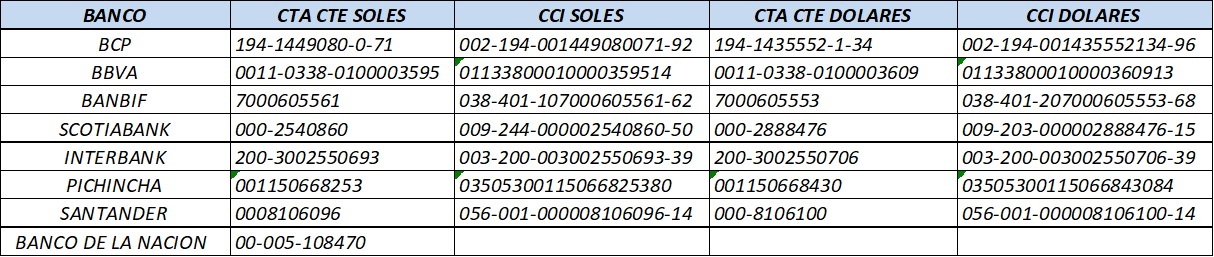 BANCO CTA CTE SOLES CCI SOLES CTA CTE DOLARES CCI DOLARES
BCP 194-1449080-0-71 002-194-001449080071-92 194-1435552-1-34 002-194-001435552134-96
BBVA 0011-0338-0100003595 01133800010000359514 0011-0338-0100003609 01133800010000360913
BANBIF 7000605561 038-401-107000605561-62 7000605553 038-401-207000605553-68
SCOTIABANK 000-2540860 009-244-000002540860-50 000-2888476 009-203-000002888476-15
INTERBANK 200-3002550693 003-200-003002550693-39 200-3002550706 003-200-003002550706-39
PICHINCHA 001150668253 03505300115066825380 001150668430 03505300115066843084
SANTANDER 0008106096 056-001-000008106096-14 000-8106100 056-001-000008106100-14
BANCO DE LA NACION 00-005-108470